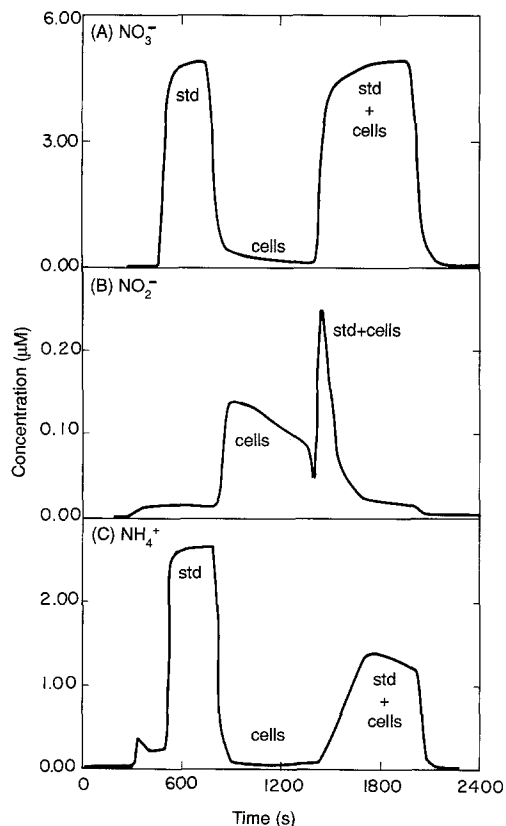 6.00
(A) NO₃⁻
std
3.00
std
+
cells
cells
0.00
(B) NO₂⁻
0.20
std+cells
0.10
cells
0.00
Concentration (μM)
(C) NH₄⁺
std
2.00
1.00
cells
std
+
cells
0.00
0 600 1200 1800 2400
Time (s)